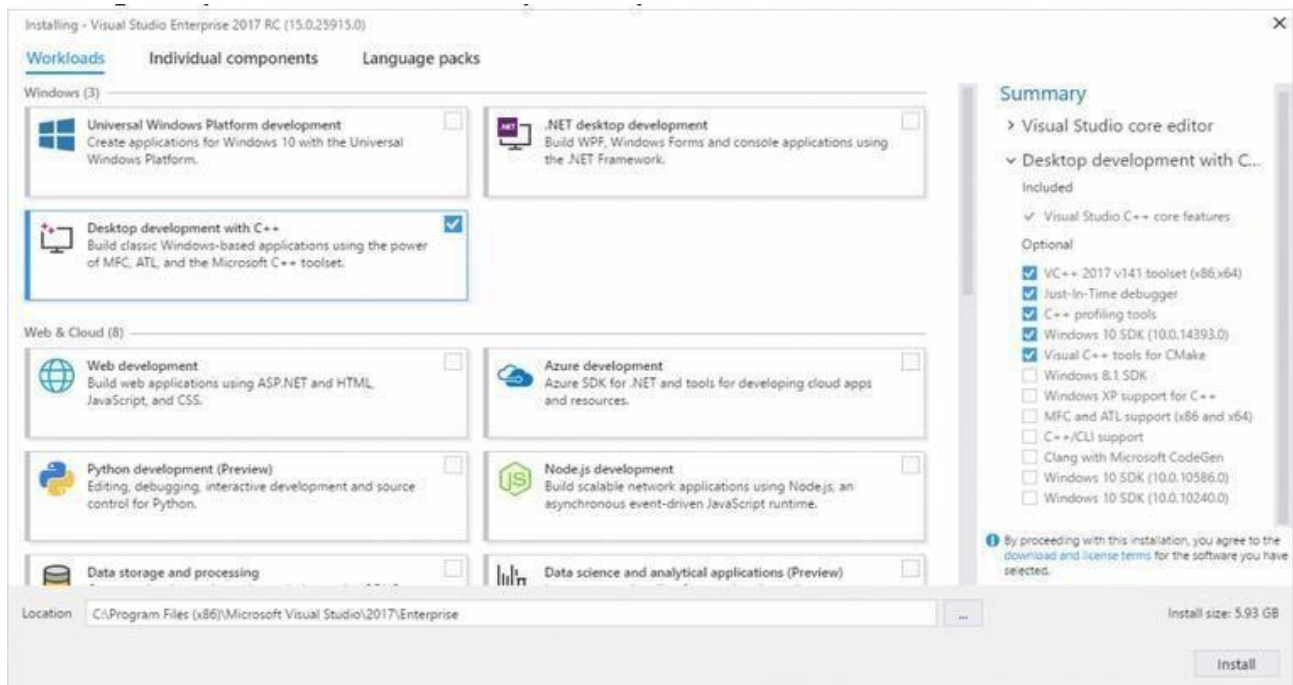 Installing - Visual Studio Enterprise 2017 RC (15.0.25915.0)
Workloads Individual components Language packs
Windows (3)
Universal Windows Platform development
Create applications for Windows 10 with the Universal
Windows Platform.
.NET
.NET desktop development
Build WPF, Windows Forms and console applications using
the .NET Framework.
Desktop development with C++
Build classic Windows-based applications using the power
of MFC, ATL, and the Microsoft C++ toolset.
Web & Cloud (8)
Web development
Build web applications using ASP.NET and HTML,
JavaScript, and CSS.
Azure development
Azure SDK for .NET and tools for developing cloud apps
and resources.
Python development (Preview)
Editing, debugging, interactive development and source
control for Python.
JS
Node.js development
Build scalable network applications using Node.js, an
asynchronous event-driven JavaScript runtime.
Data storage and processing
Data science and analytical applications (Preview)
Summary
Visual Studio core editor
Desktop development with C...
Included
Visual Studio C++ core features
Optional
VC++ 2017 v141 toolset (x86,x64)
Just-In-Time debugger
C++ profiling tools
Windows 10 SDK (10.0.14393.0)
Visual C++ tools for CMake
Windows 8.1 SDK
Windows XP support for C++
MFC and ATL support (x86 and x64)
C++/CLI support
Clang with Microsoft CodeGen
Windows 10 SDK (10.0.10586.0)
Windows 10 SDK (10.0.10240.0)
By proceeding with this installation, you agree to the
download and license terms for the software you have
selected.
Location C:\Program Files (x86)\Microsoft Visual Studio\2017\Enterprise ...
Install size: 5.93 GB
Install